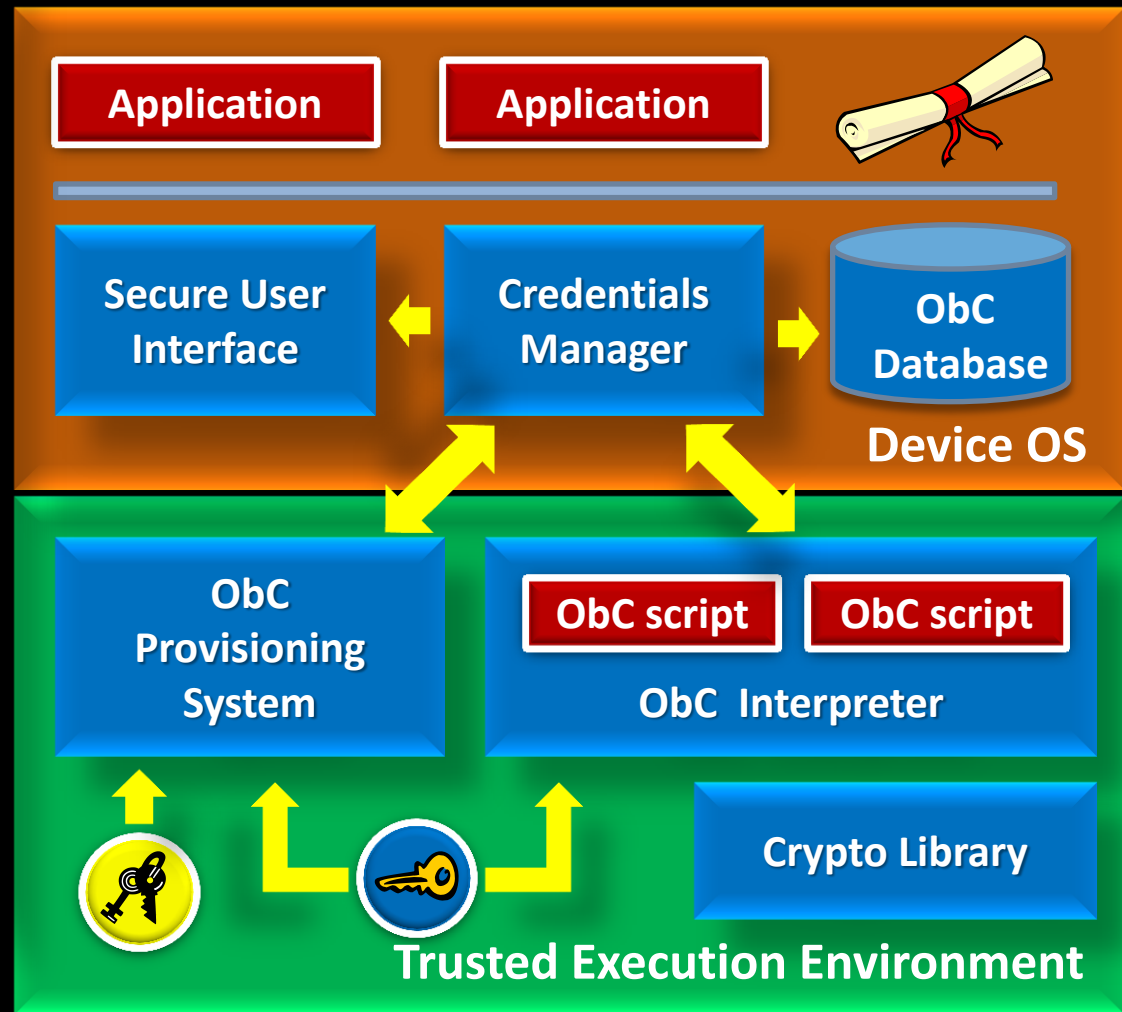 Application
Application
Secure User
Interface
Credentials
Manager
ObC
Database
Device OS
ObC
Provisioning
System
ObC script
ObC script
ObC Interpreter
Crypto Library
Trusted Execution Environment